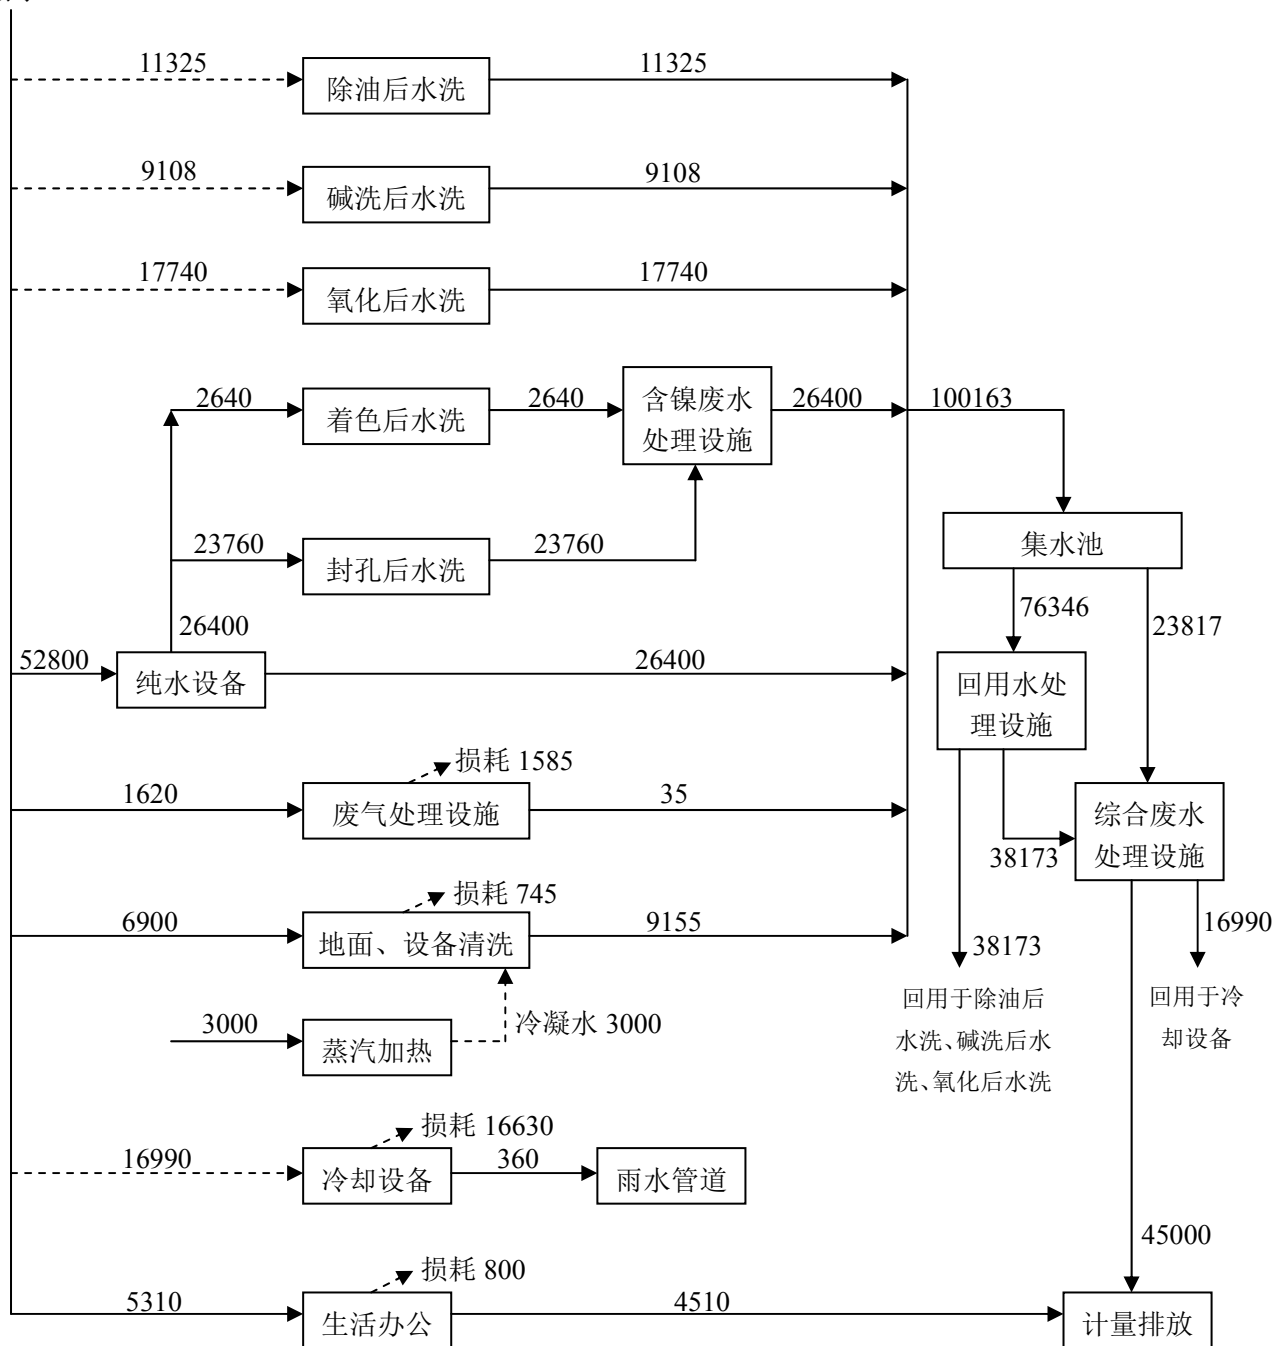 11325
11325
除油后水洗
9108
9108
碱洗后水洗
17740
17740
氧化后水洗
2640
着色后水洗
2640
含镍废水
处理设施
26400
100163
23760
封孔后水洗
23760
集水池
76346
23817
26400
52800
纯水设备
26400
回用水处
理设施
损耗 1585
1620
废气处理设施
35
综合废水
处理设施
38173
损耗 745
6900
地面、设备清洗
9155
16990
38173
回用于除油后
水洗、碱洗后水
洗、氧化后水洗
回用于冷
却设备
3000
蒸汽加热
冷凝水 3000
损耗 16630
16990
冷却设备
360
雨水管道
45000
损耗 800
5310
生活办公
4510
计量排放